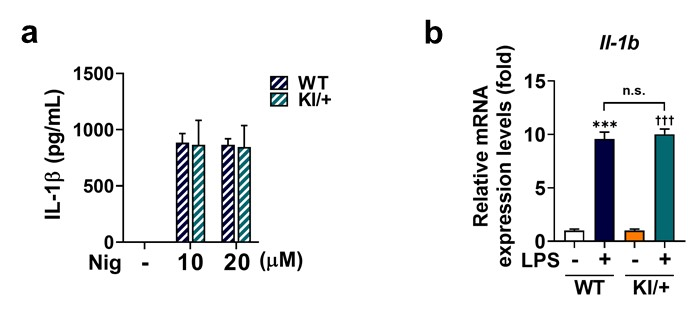 a
IL-1β (pg/mL)
1500
1000
500
0
WT
KI/+
Nig - 10 20 (μM)
b
Il-1b
Relative mRNA
expression levels (fold)
15
10
5
0
n.s.
***
†††
LPS - + - +
WT KI/+